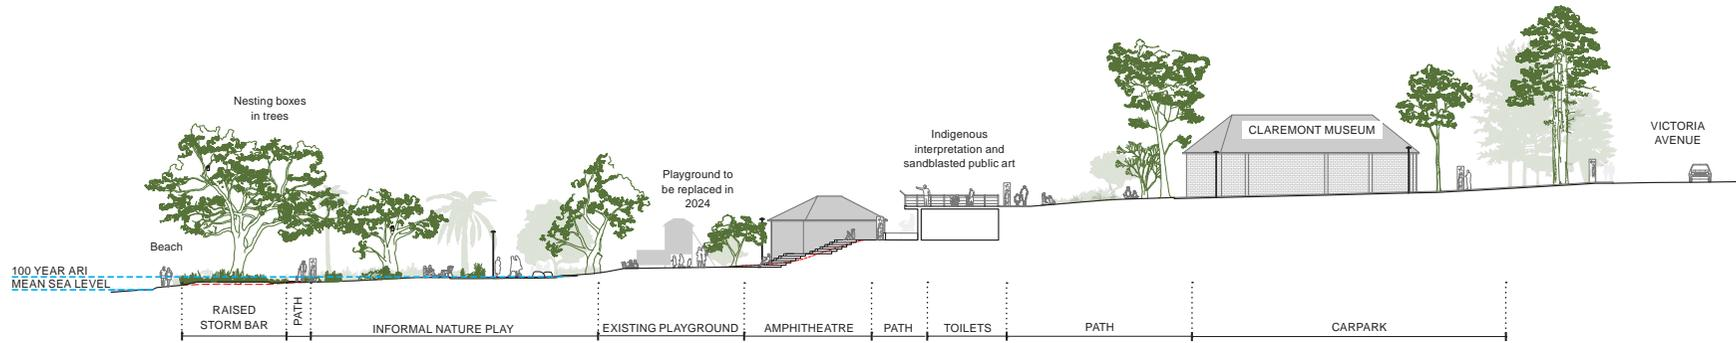 Nesting boxes
in trees
Beach
100 YEAR ARI
MEAN SEA LEVEL
Playground to
be replaced in
2024
Indigenous
interpretation and
sandblasted public art
CLAREMONT MUSEUM
VICTORIA
AVENUE
RAISED
STORM BAR
PATH
INFORMAL NATURE PLAY
EXISTING PLAYGROUND
AMPHITHEATRE
PATH
TOILETS
PATH
CARPARK